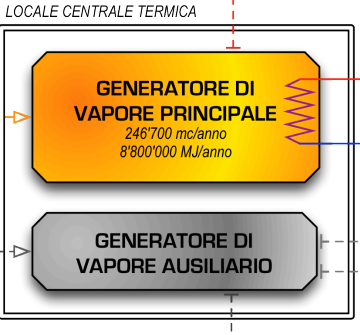 LOCALE CENTRALE TERMICA
GENERATORE DI
VAPORE PRINCIPALE
246'700 mc/anno
8'800'000 MJ/anno
GENERATORE DI
VAPORE AUSILIARIO